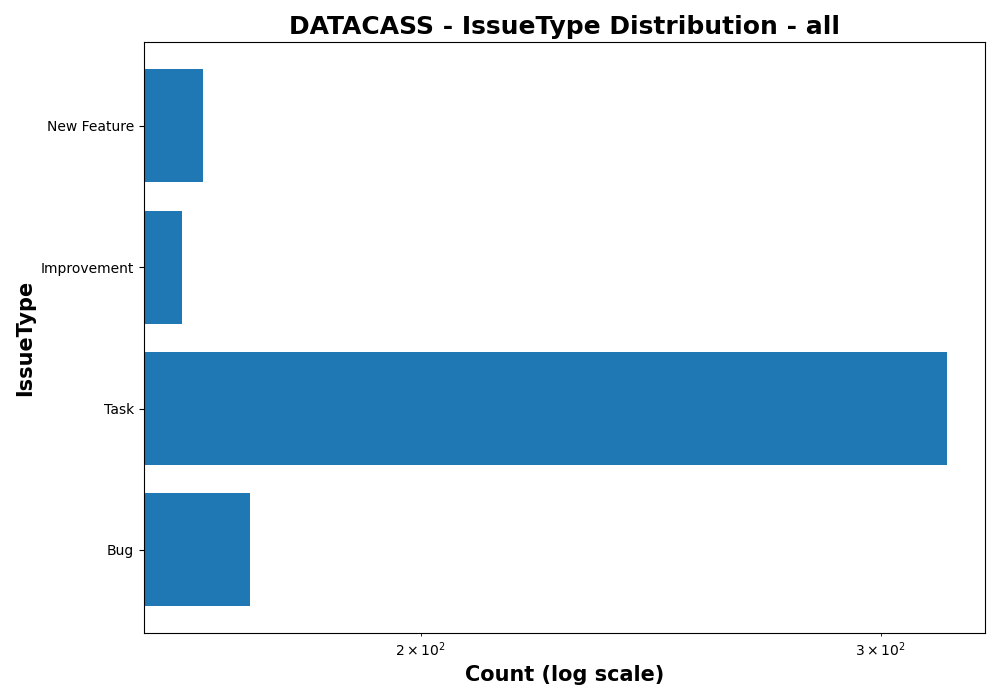 DATACASS - IssueType Distribution - all
New Feature
Improvement
Task
Bug
IssueType
2 × 10²
3 × 10²
Count (log scale)